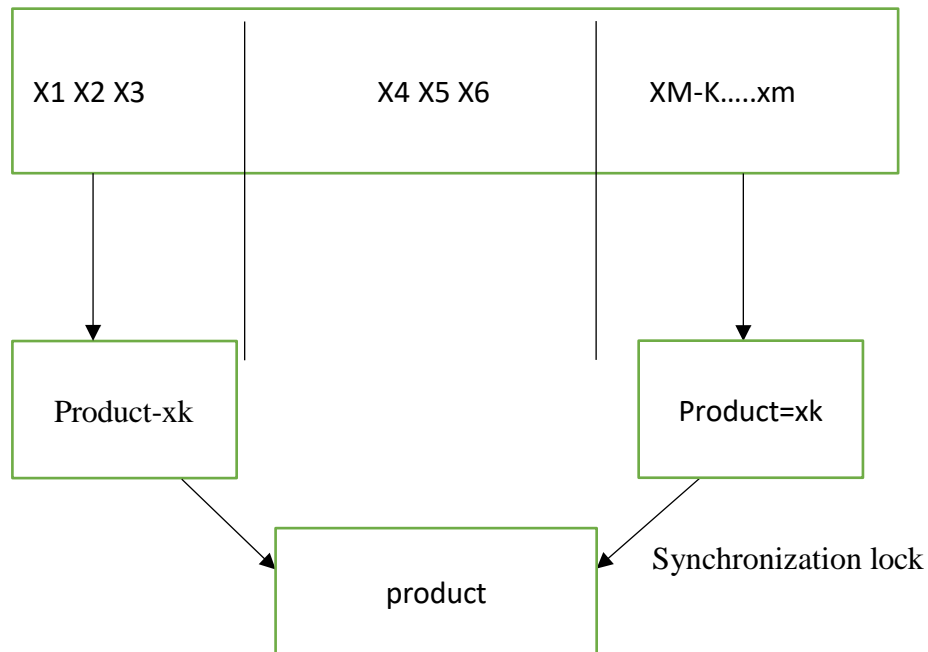 X1 X2 X3
X4 X5 X6
XM-K.....xm
Product-xk
Product=xk
Synchronization lock
product